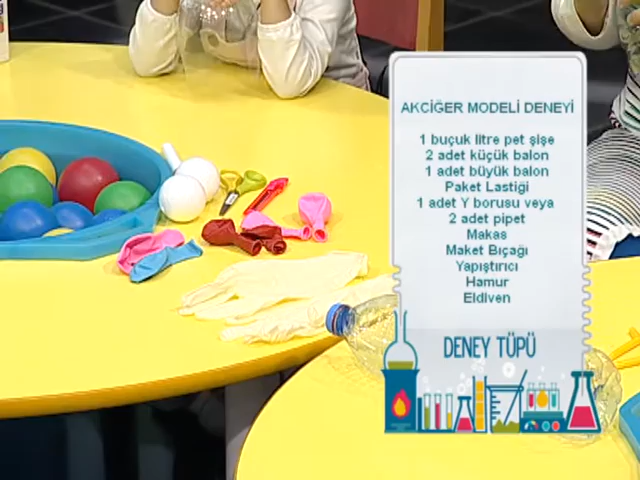 AKCİĞER MODELİ DENEYİ
1 buçuk litre pet şişe
2 adet küçük balon
1 adet büyük balon
Paket Lastiği
1 adet Y borusu veya
2 adet pipet
Makas
Maket Bıçağı
Yapıştırıcı
Hamur
Eldiven
DENEY TÜPÜ